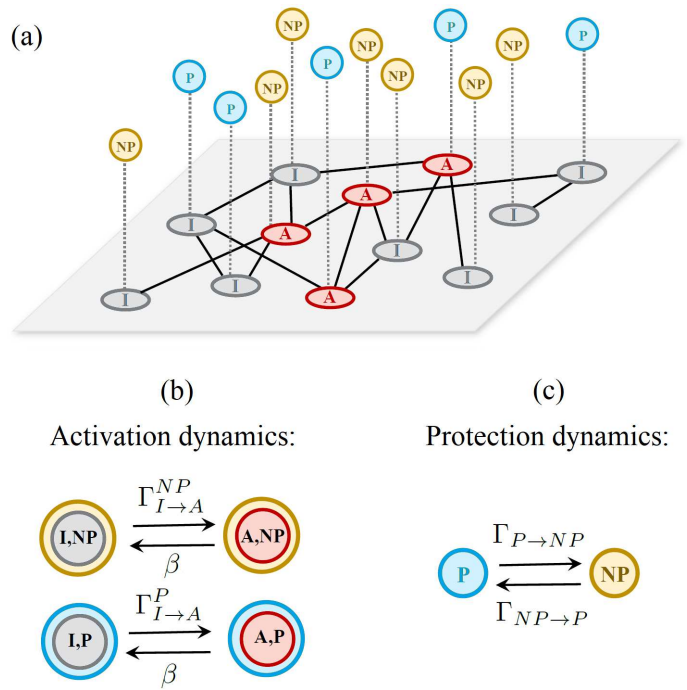 (a)
NP
P
P
NP
NP
P
NP
NP
P
NP
NP
P
I
I
I
I
A
A
A
I
A
I
I
I
(b)
(c)
Activation dynamics:
Protection dynamics:
I,NP
Γ^{NP}_{I→A}
β
A,NP
I,P
Γ^{P}_{I→A}
β
A,P
P
Γ_{P→NP}
Γ_{NP→P}
NP